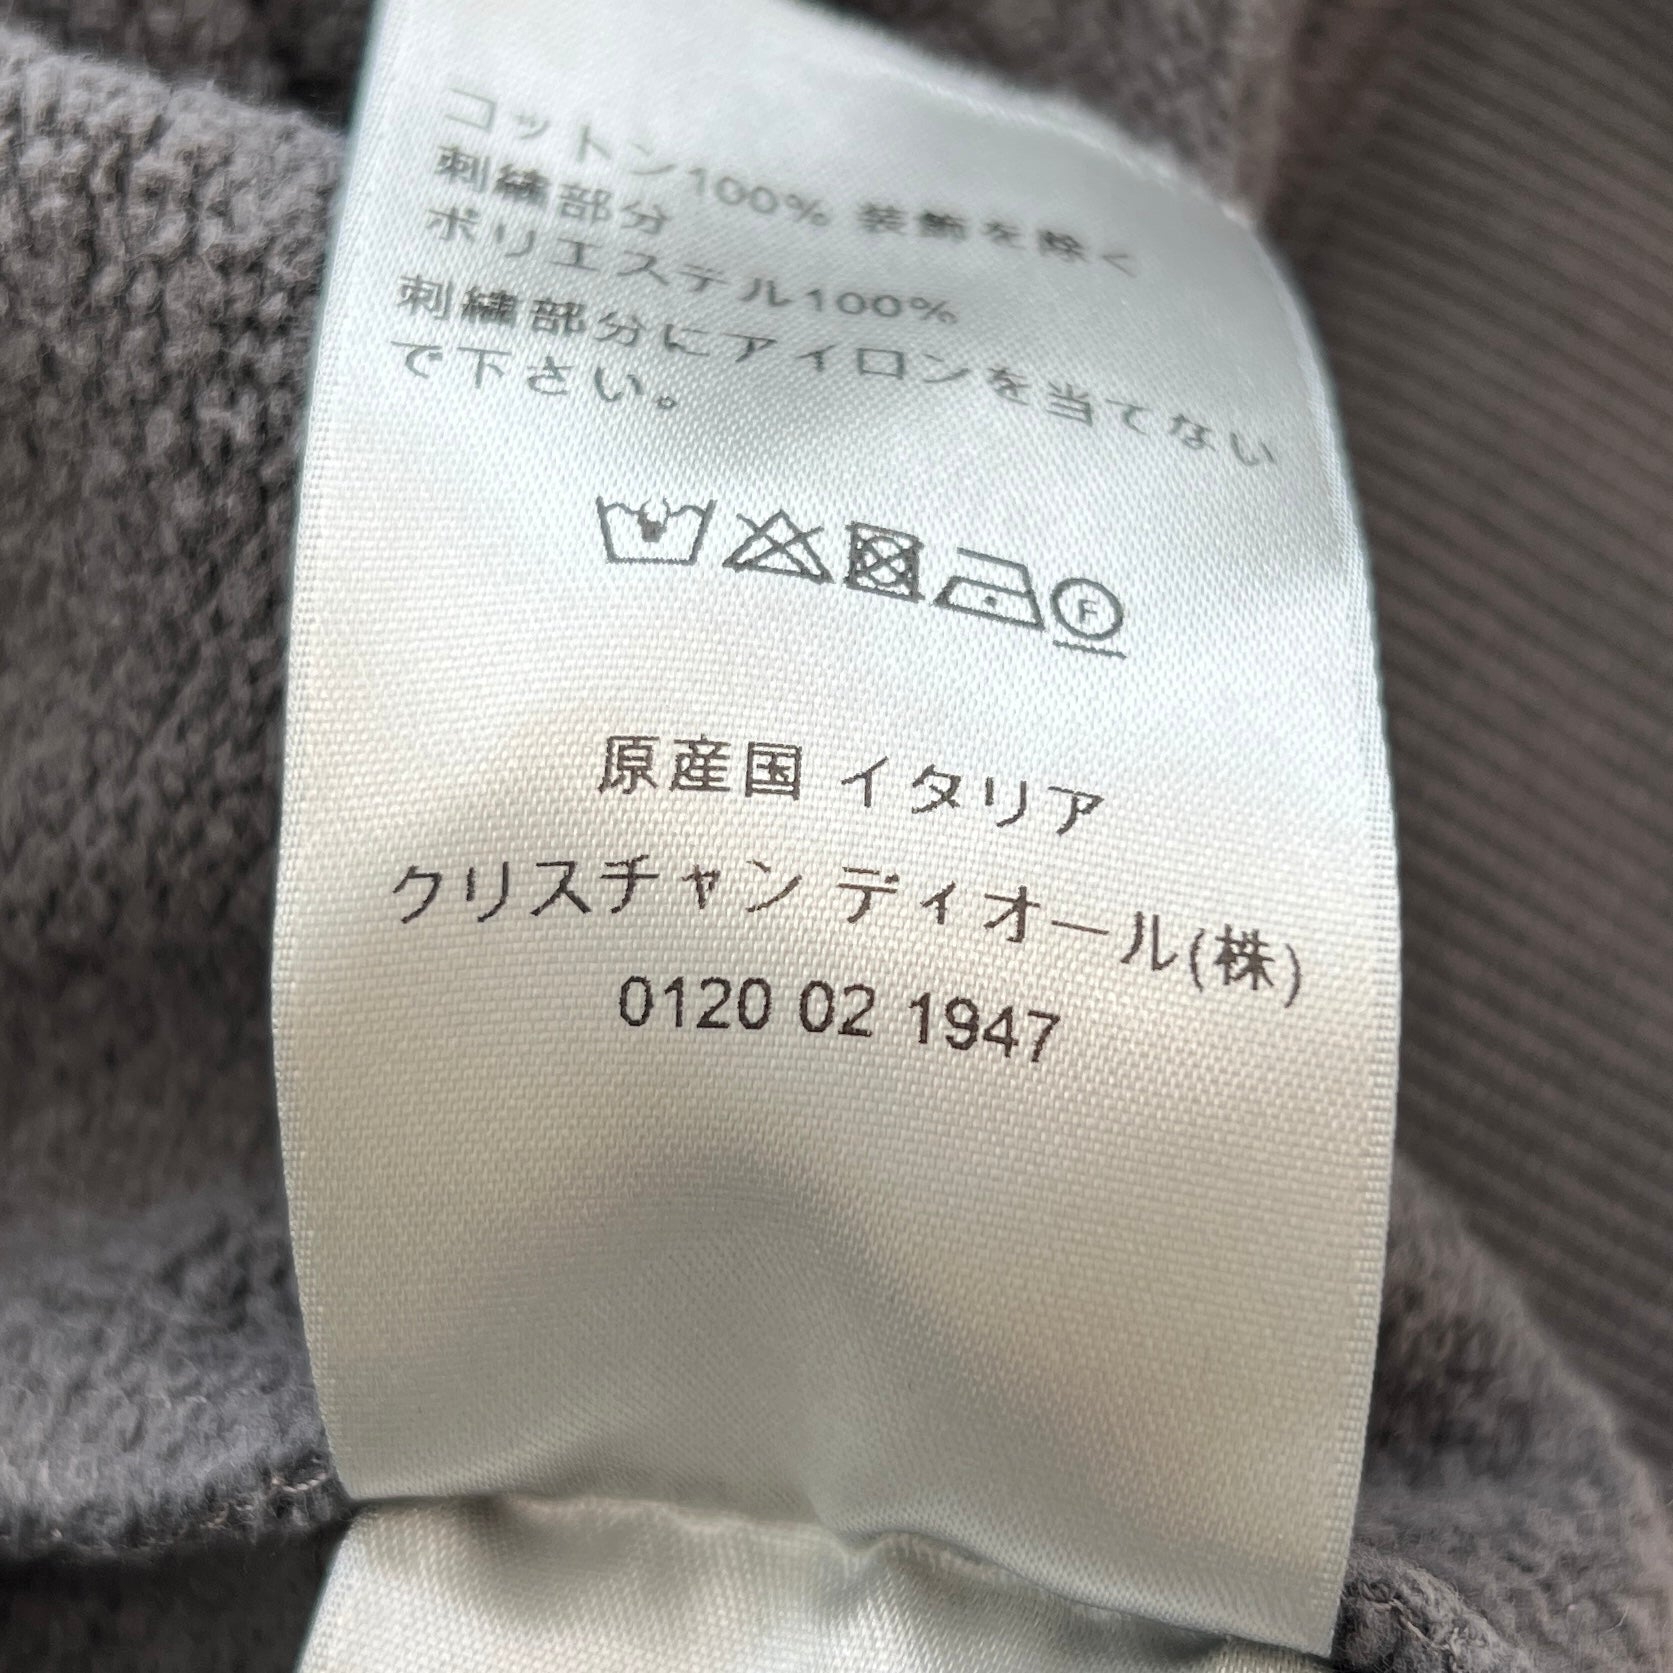 コットン100% 装飾を除く
刺繍部分
ポリエステル100%
刺繍部分にアイロンを当てない
で下さい。
F
原産国 イタリア
クリスチャン ディオール(株)
0120 02 1947